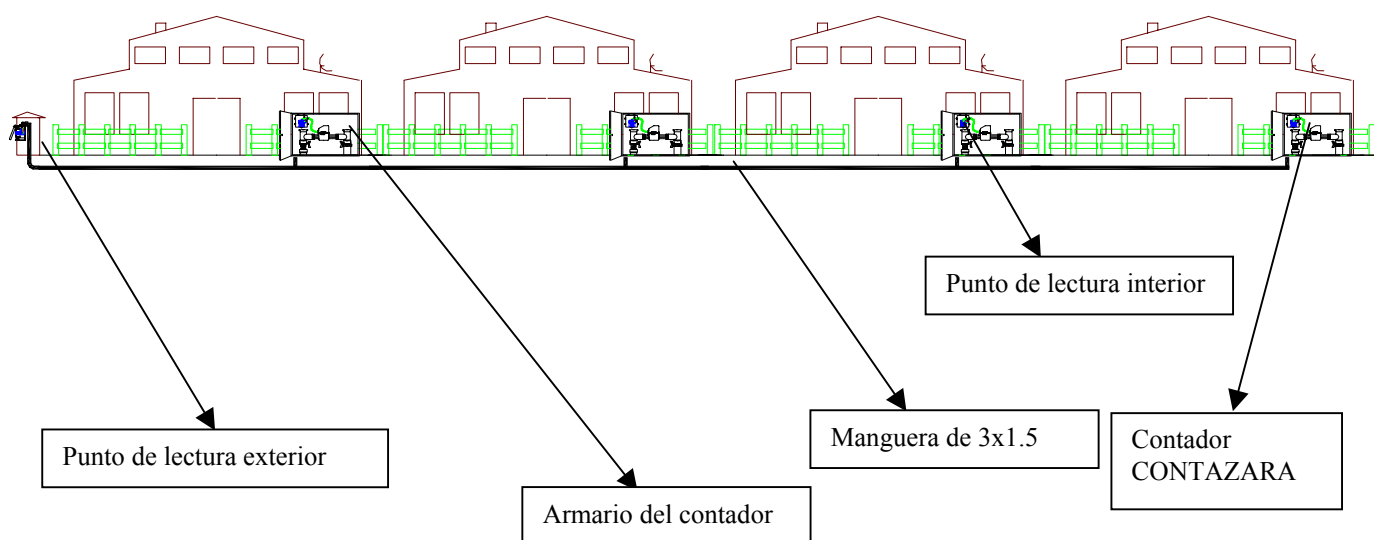 Punto de lectura interior
Manguera de 3x1.5
Contador
CONTAZARA
Punto de lectura exterior
Armario del contador